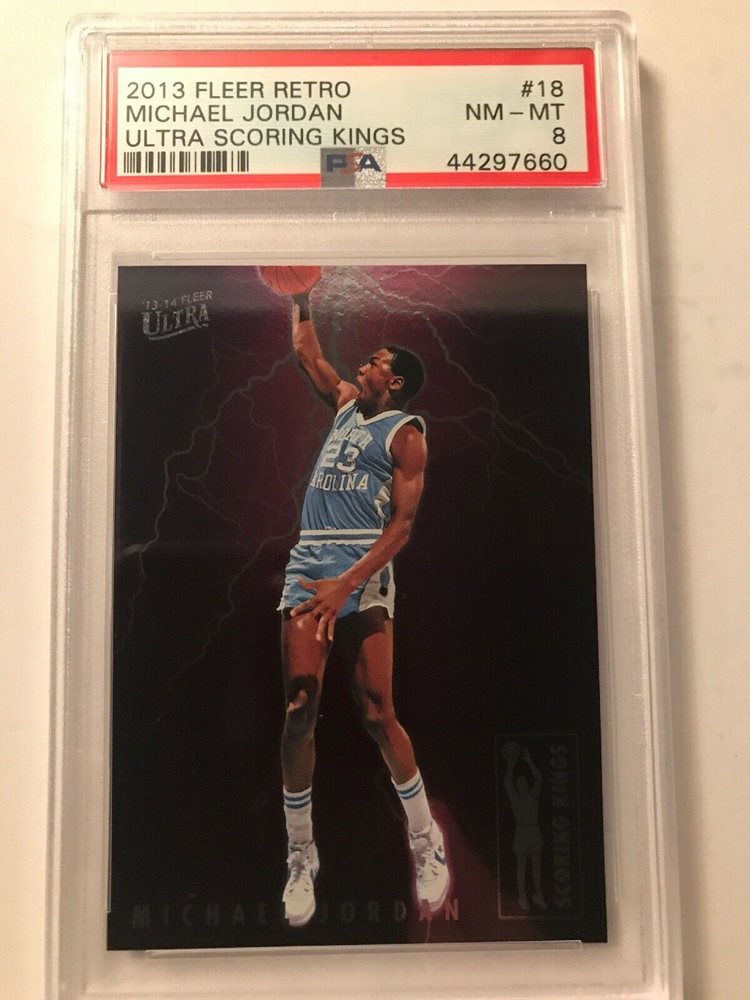 2013 FLEER RETRO #18
MICHAEL JORDAN NM – MT
ULTRA SCORING KINGS 8
PSA 44297660
'13-14 FLEER
ULTRA
23
CAROLINA
SCORING KINGS
MICHAEL JORDAN